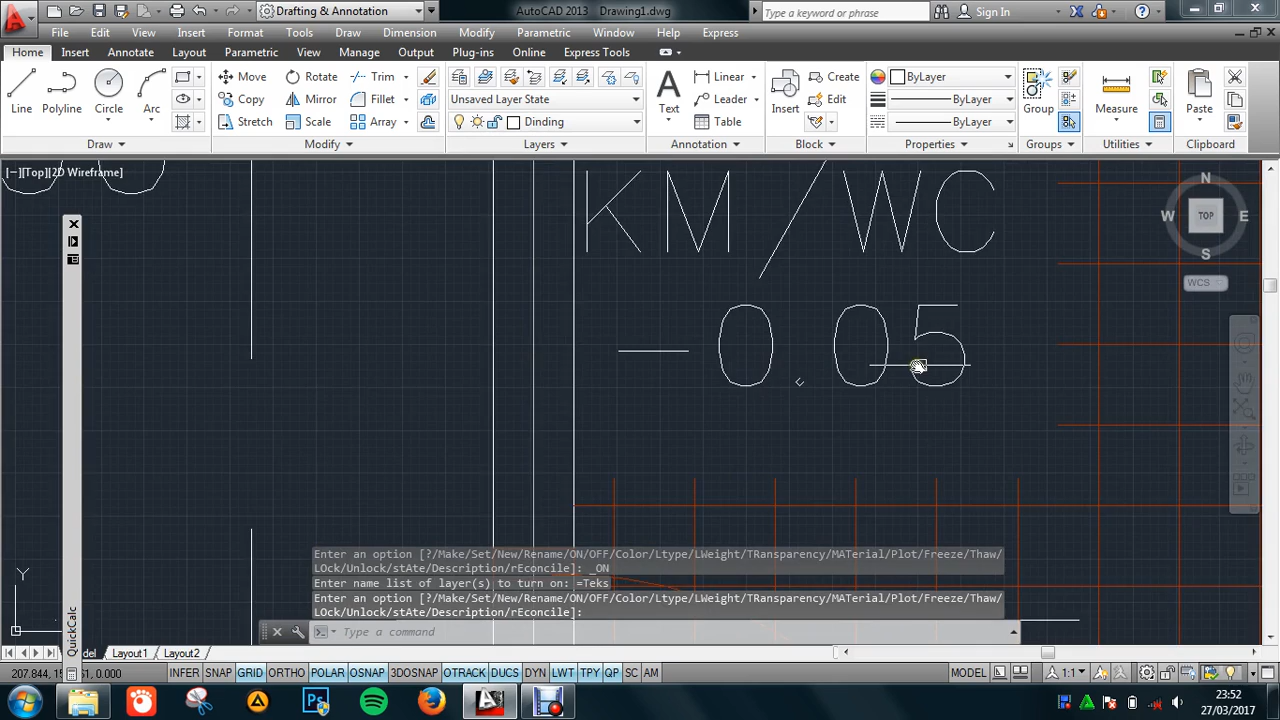 AutoCAD 2013 Drawing1.dwg
Drafting & Annotation
Type a keyword or phrase
Sign In
File Edit View Insert Format Tools Draw Dimension Modify Parametric Window Help Express
Home Insert Annotate Layout Parametric View Manage Output Plug-ins Online Express Tools
Line Polyline Circle Arc
Move Rotate Trim
Copy Mirror Fillet
Stretch Scale Array
Unsaved Layer State
Dinding
Text
Linear
Leader
Table
Insert
Create
Edit
ByLayer
ByLayer
ByLayer
Group
Measure
Paste
Draw Modify Layers Annotation Block Properties Groups Utilities Clipboard
[−][Top][2D Wireframe]
N
W TOP E
S
WCS
KM/WC
- 0.05
Y
QuickCalc
Enter an option [?/Make/Set/New/Rename/ON/OFF/Color/Ltype/LWeight/TRansparency/MATerial/Plot/Freeze/Thaw/
LOck/Unlock/stAte/Description/rEconcile]: _ON
Enter name list of layer(s) to turn on: =Teks
Enter an option [?/Make/Set/New/Rename/ON/OFF/Color/Ltype/LWeight/TRansparency/MATerial/Plot/Freeze/Thaw/
LOck/Unlock/stAte/Description/rEconcile]:
Type a command
Layout1 Layout2
INFER SNAP GRID ORTHO POLAR OSNAP 3DOSNAP OTRACK DUCS DYN LWT TPY QP SC AM
MODEL
1:1
23:52
27/03/2017